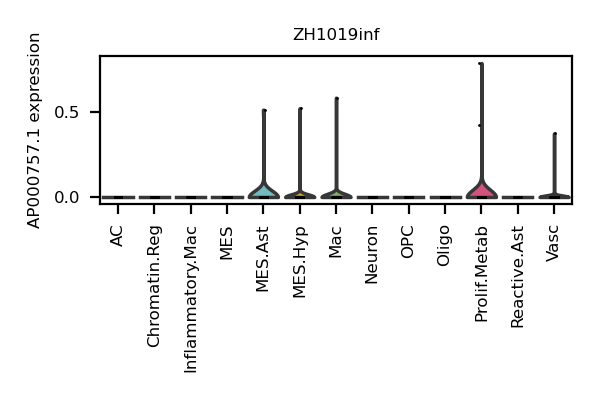 ZH1019inf
AP000757.1 expression
0.5
0.0
AC
Chromatin.Reg
Inflammatory.Mac
MES
MES.Ast
MES.Hyp
Mac
Neuron
OPC
Oligo
Prolif.Metab
Reactive.Ast
Vasc